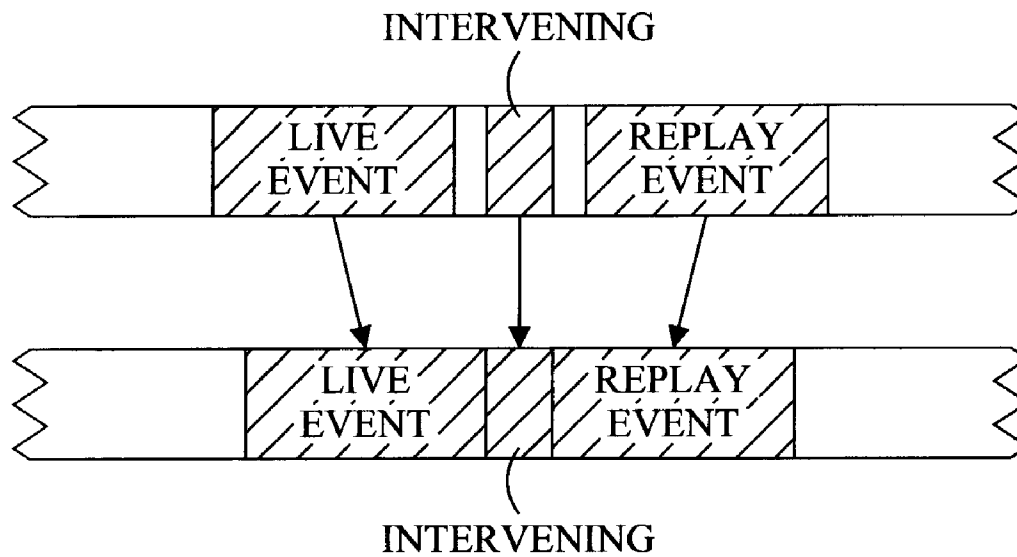 INTERVENING
LIVE
EVENT
REPLAY
EVENT
LIVE
EVENT
REPLAY
EVENT
INTERVENING